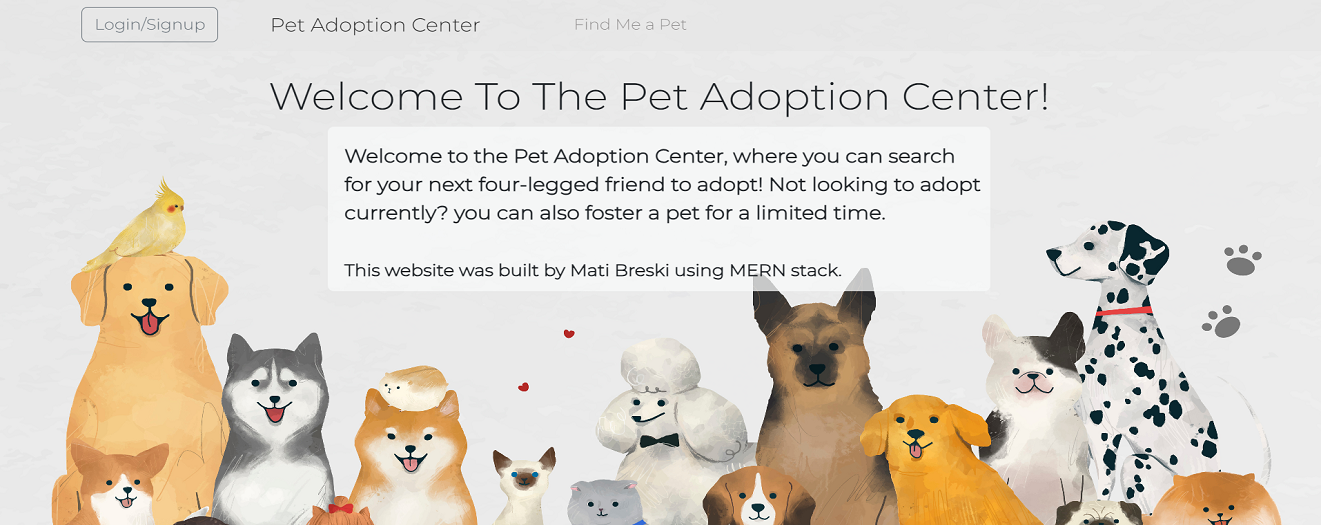 Login/Signup
Pet Adoption Center
Find Me a Pet
Welcome To The Pet Adoption Center!
Welcome to the Pet Adoption Center, where you can search
for your next four-legged friend to adopt! Not looking to adopt
currently? you can also foster a pet for a limited time.
This website was built by Mati Breski using MERN stack.